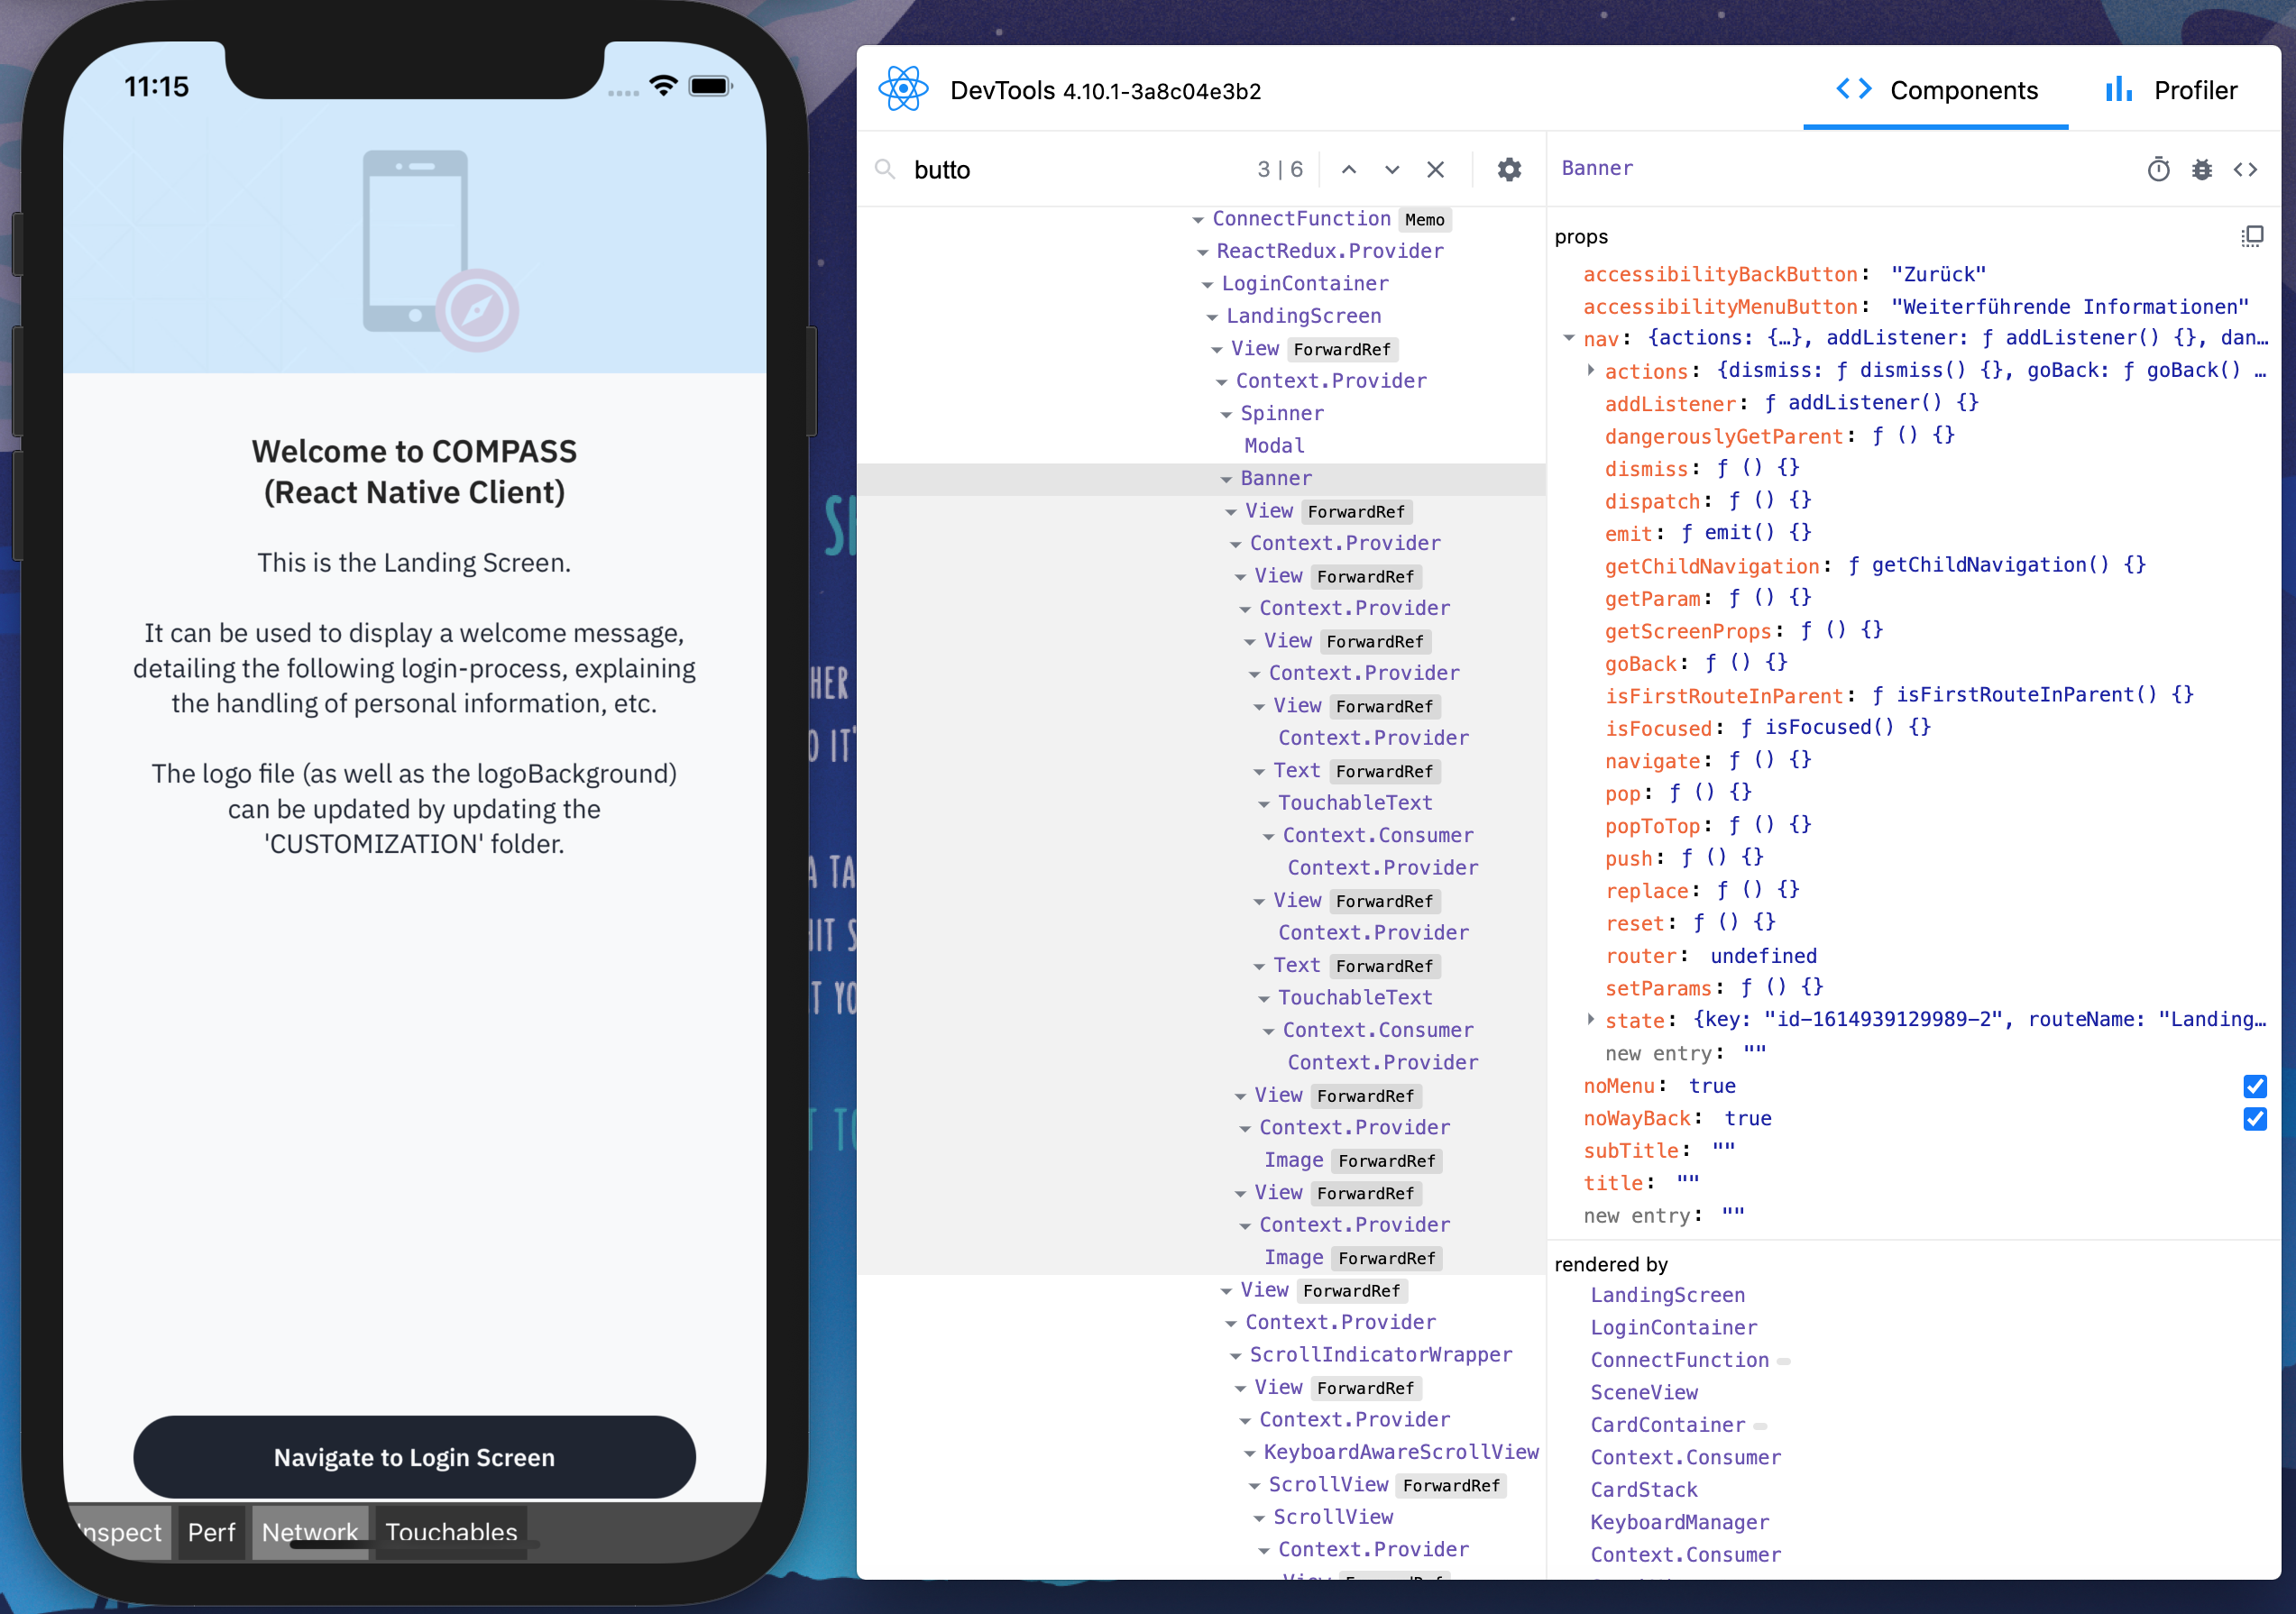 11:15
Welcome to COMPASS
(React Native Client)
This is the Landing Screen.
It can be used to display a welcome message,
detailing the following login-process, explaining
the handling of personal information, etc.
The logo file (as well as the logoBackground)
can be updated by updating the
'CUSTOMIZATION' folder.
Navigate to Login Screen
Perf Network Touchables
DevTools 4.10.1-3a8c04e3b2
Components
Profiler
butto
3 | 6
ConnectFunction Memo
ReactRedux.Provider
LoginContainer
LandingScreen
View ForwardRef
Context.Provider
Spinner
Modal
Banner
View ForwardRef
Context.Provider
View ForwardRef
Context.Provider
View ForwardRef
Context.Provider
View ForwardRef
Context.Provider
Text ForwardRef
TouchableText
Context.Consumer
Context.Provider
View ForwardRef
Context.Provider
Text ForwardRef
TouchableText
Context.Consumer
Context.Provider
View ForwardRef
Context.Provider
Image ForwardRef
View ForwardRef
Context.Provider
Image ForwardRef
View ForwardRef
Context.Provider
ScrollIndicatorWrapper
View ForwardRef
Context.Provider
KeyboardAwareScrollView
ScrollView ForwardRef
ScrollView
Context.Provider
Banner
props
accessibilityBackButton: "Zurück"
accessibilityMenuButton: "Weiterführende Informationen"
nav: {actions: {…}, addListener: ƒ addListener() {}, dan…
actions: {dismiss: ƒ dismiss() {}, goBack: ƒ goBack() …
addListener: ƒ addListener() {}
dangerouslyGetParent: ƒ () {}
dismiss: ƒ () {}
dispatch: ƒ () {}
emit: ƒ emit() {}
getChildNavigation: ƒ getChildNavigation() {}
getParam: ƒ () {}
getScreenProps: ƒ () {}
goBack: ƒ () {}
isFirstRouteInParent: ƒ isFirstRouteInParent() {}
isFocused: ƒ isFocused() {}
navigate: ƒ () {}
pop: ƒ () {}
popToTop: ƒ () {}
push: ƒ () {}
replace: ƒ () {}
reset: ƒ () {}
router: undefined
setParams: ƒ () {}
state: {key: "id-1614939129989-2", routeName: "Landing…
new entry: ""
noMenu: true
noWayBack: true
subTitle: ""
title: ""
new entry: ""
rendered by
LandingScreen
LoginContainer
ConnectFunction
SceneView
CardContainer
Context.Consumer
CardStack
KeyboardManager
Context.Consumer